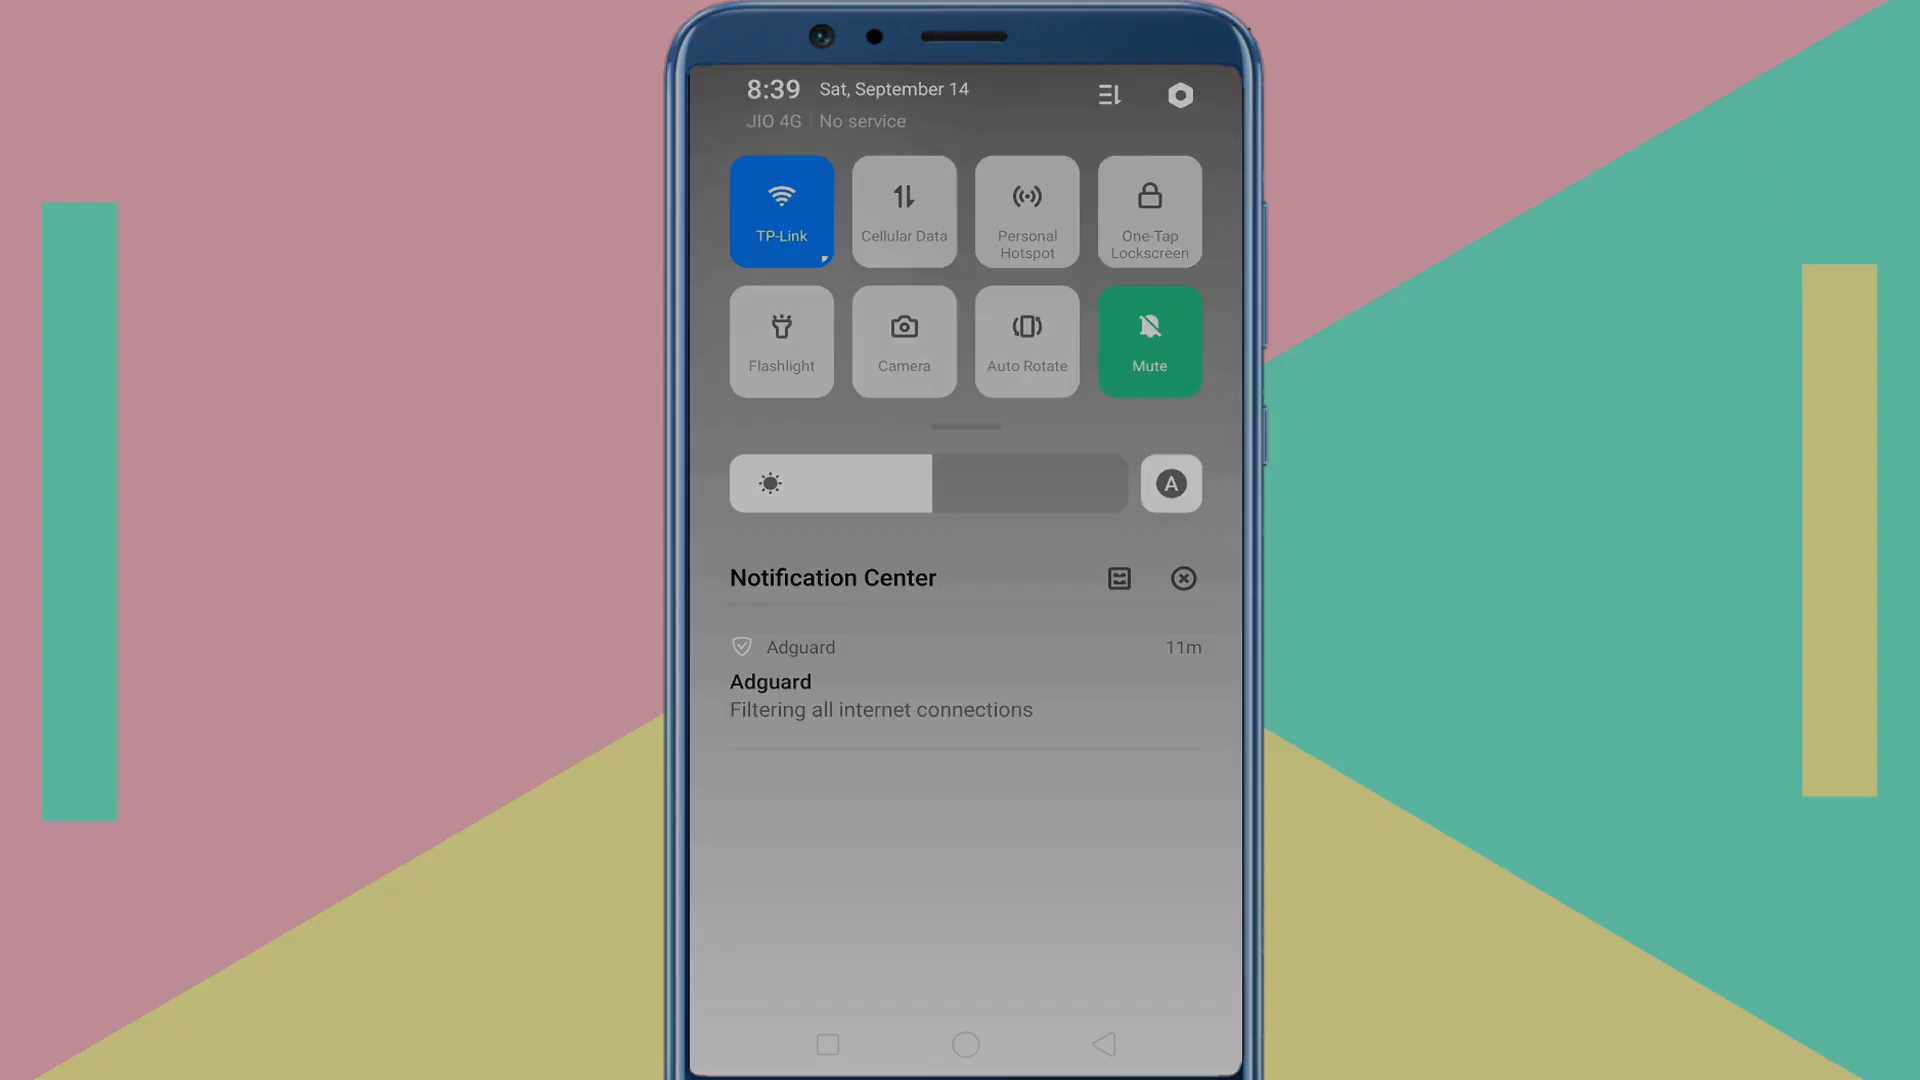 8:39 Sat, September 14
JIO 4G No service
TP-Link Cellular Data Personal Hotspot One-Tap Lockscreen
Flashlight Camera Auto Rotate Mute
A
Notification Center
Adguard 11m
Adguard
Filtering all internet connections